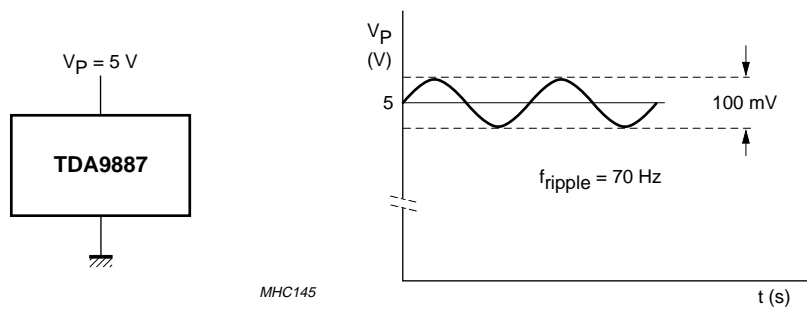 VP = 5 V
TDA9887
MHC145
VP
(V)
5
100 mV
fripple = 70 Hz
t (s)